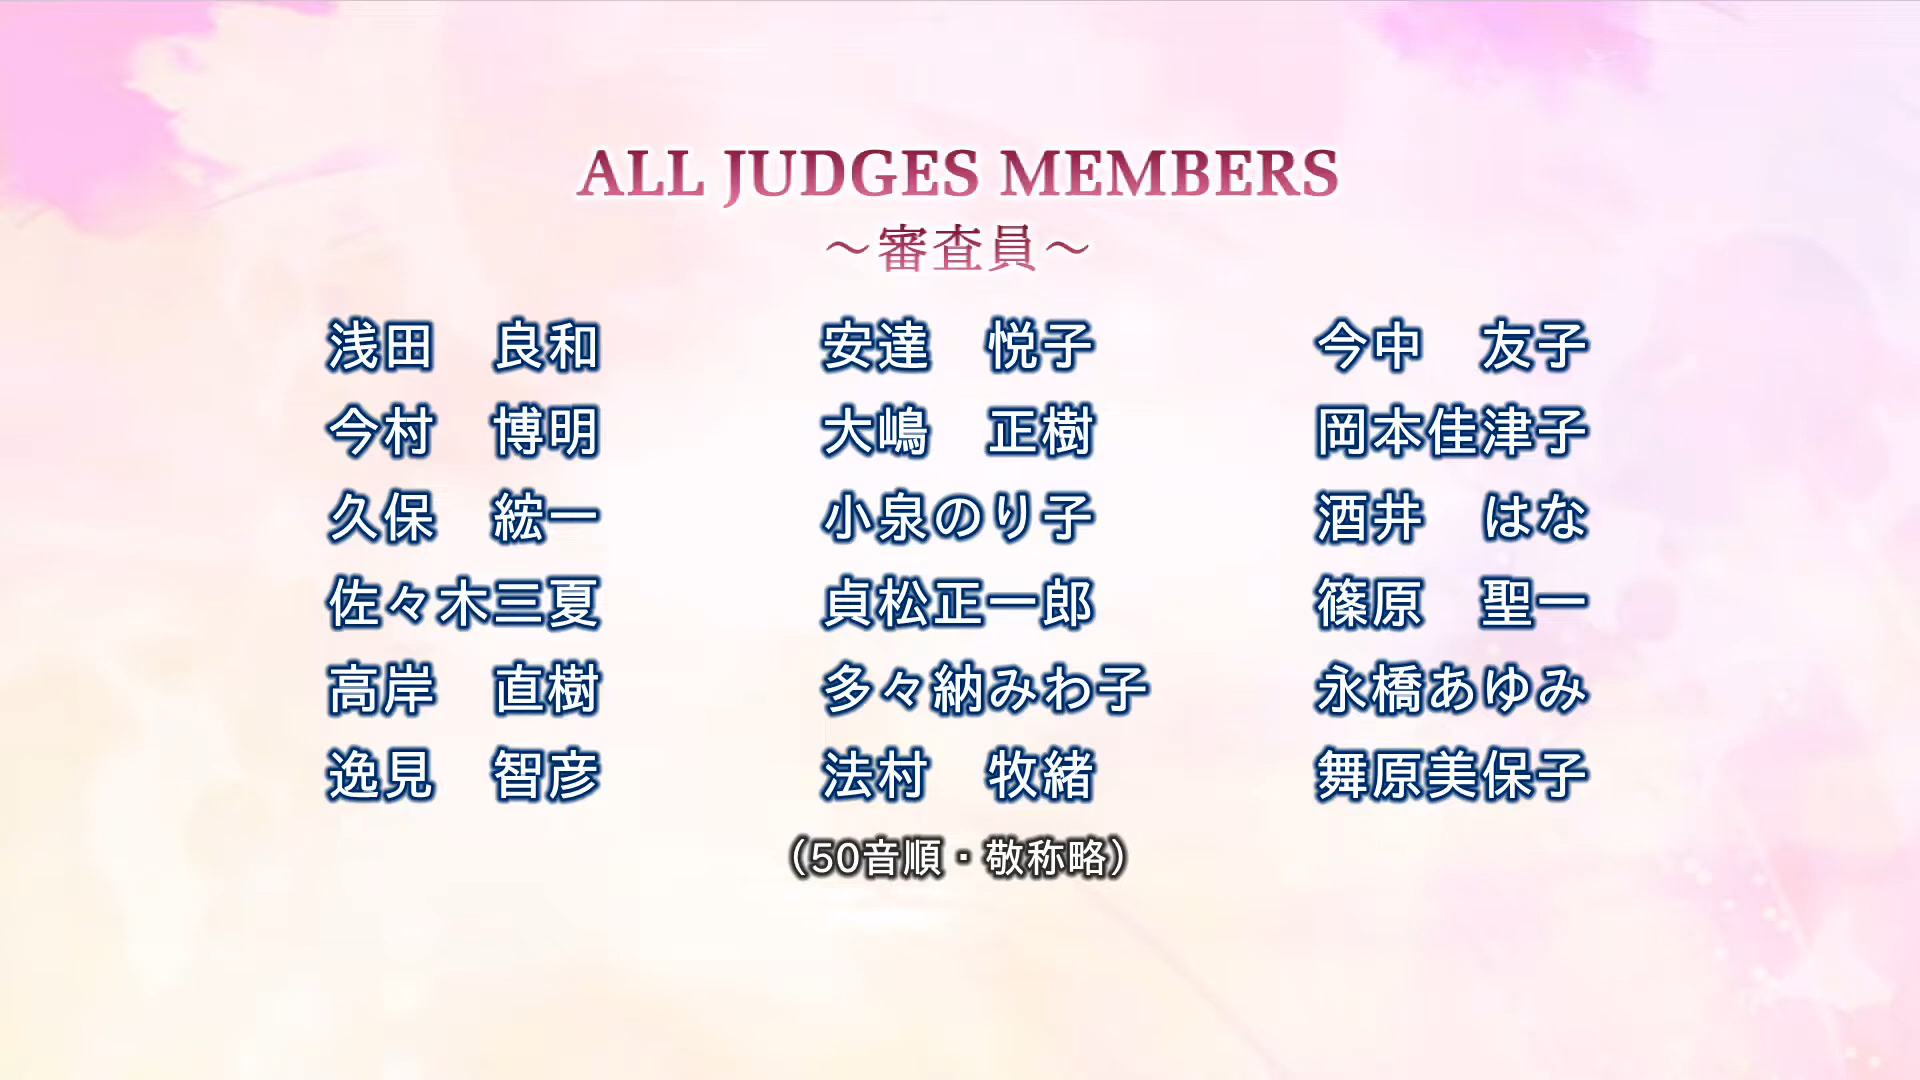 ALL JUDGES MEMBERS
～審査員～
浅田　良和　安達　悦子　今中　友子
今村　博明　大嶋　正樹　岡本佳津子
久保　綋一　小泉のり子　酒井　はな
佐々木三夏　貞松正一郎　篠原　聖一
高岸　直樹　多々納みわ子　永橋あゆみ
逸見　智彦　法村　牧緒　舞原美保子
（50音順・敬称略）